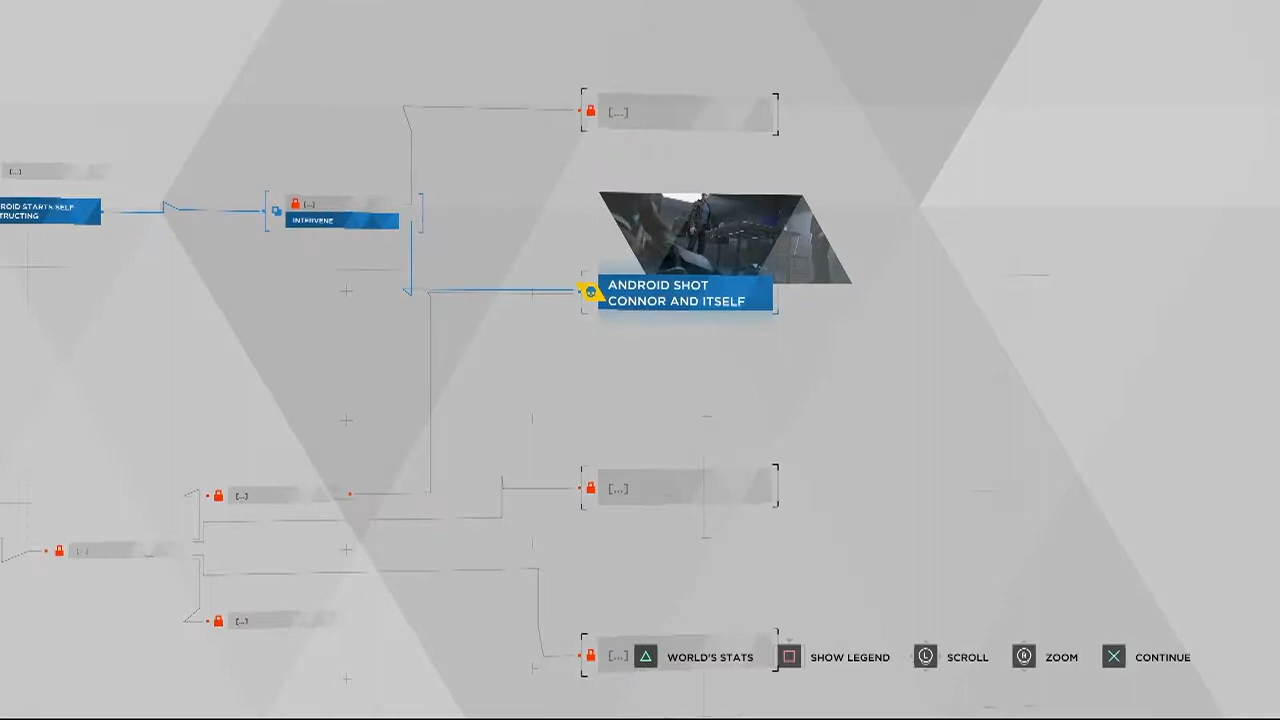 [...]
[...]
ROID STARTS SELF
TRUCTING
[...]
INTERVENE
ANDROID SHOT
CONNOR AND ITSELF
[...]
[...]
[...]
[...]
[...]
WORLD'S STATS
SHOW LEGEND
L
SCROLL
R
ZOOM
CONTINUE